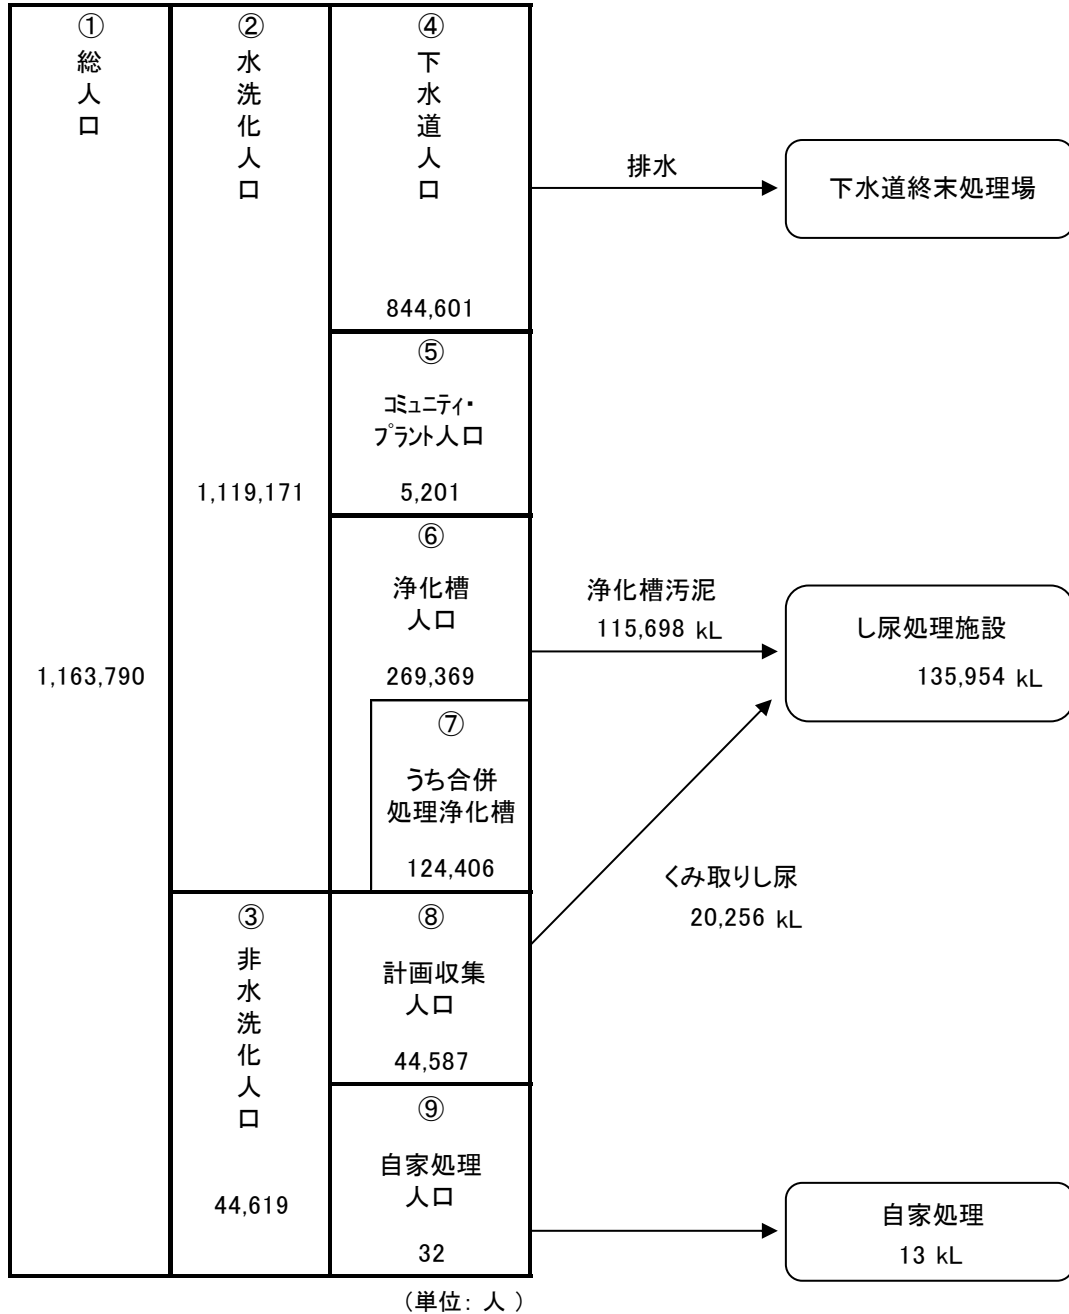 ①
総人口
1,163,790
②
水洗化人口
1,119,171
③
非水洗化人口
44,619
④
下水道人口
844,601
⑤
コミュニティ・
プラント人口
5,201
⑥
浄化槽
人口
269,369
⑦
うち合併
処理浄化槽
124,406
⑧
計画収集
人口
44,587
⑨
自家処理
人口
32
（単位: 人 ）
排水
下水道終末処理場
浄化槽汚泥
115,698 kL
し尿処理施設
135,954 kL
くみ取りし尿
20,256 kL
自家処理
13 kL